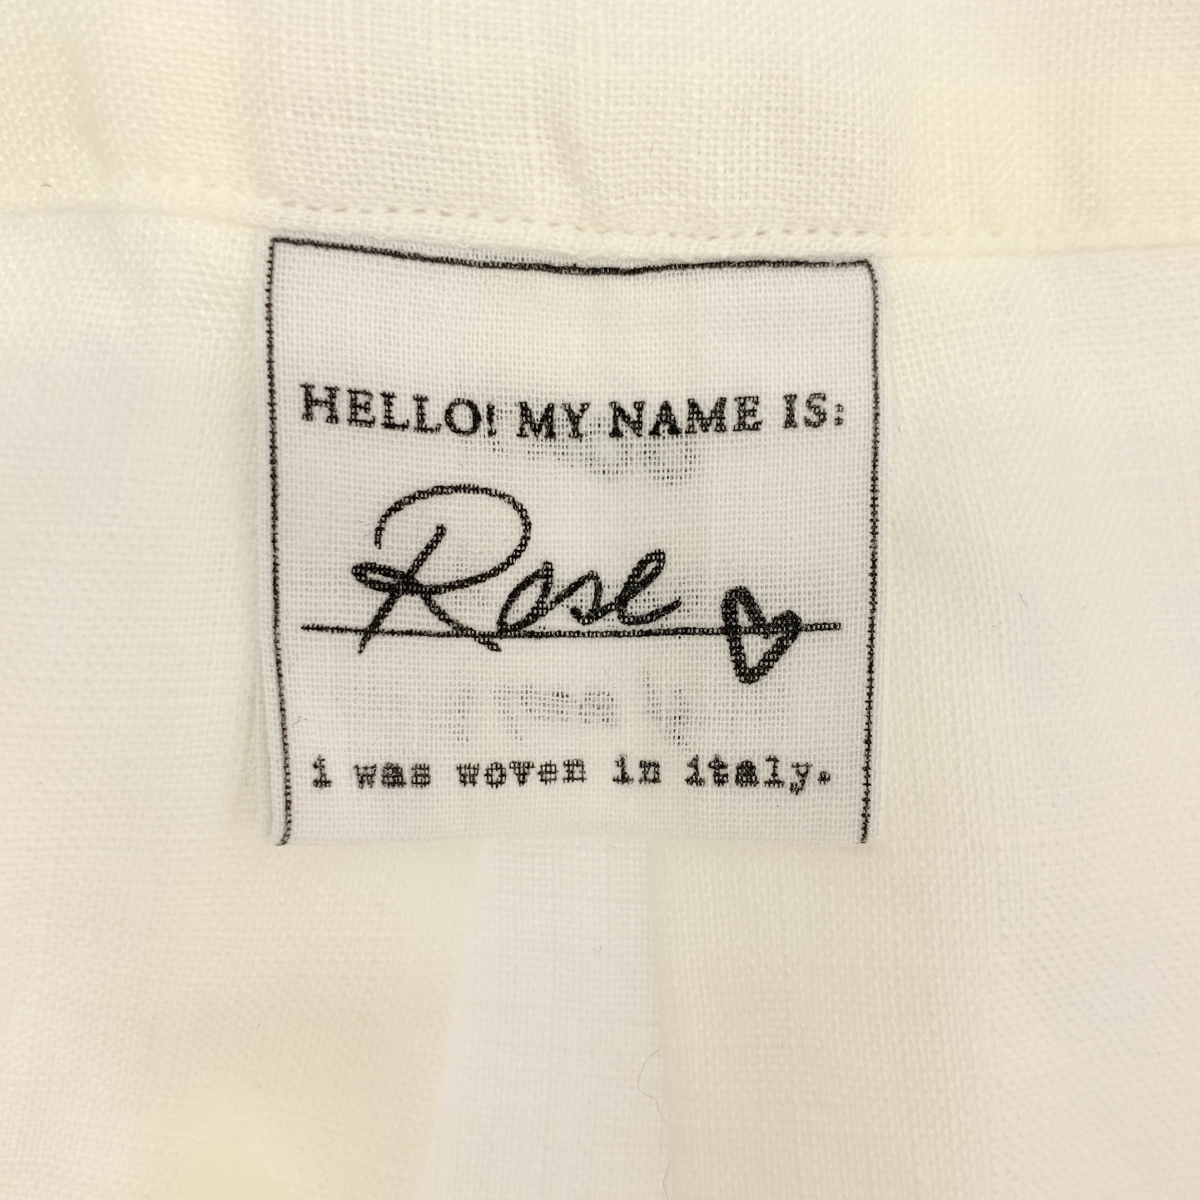 HELLO! MY NAME IS:
Rose
i was woven in italy.